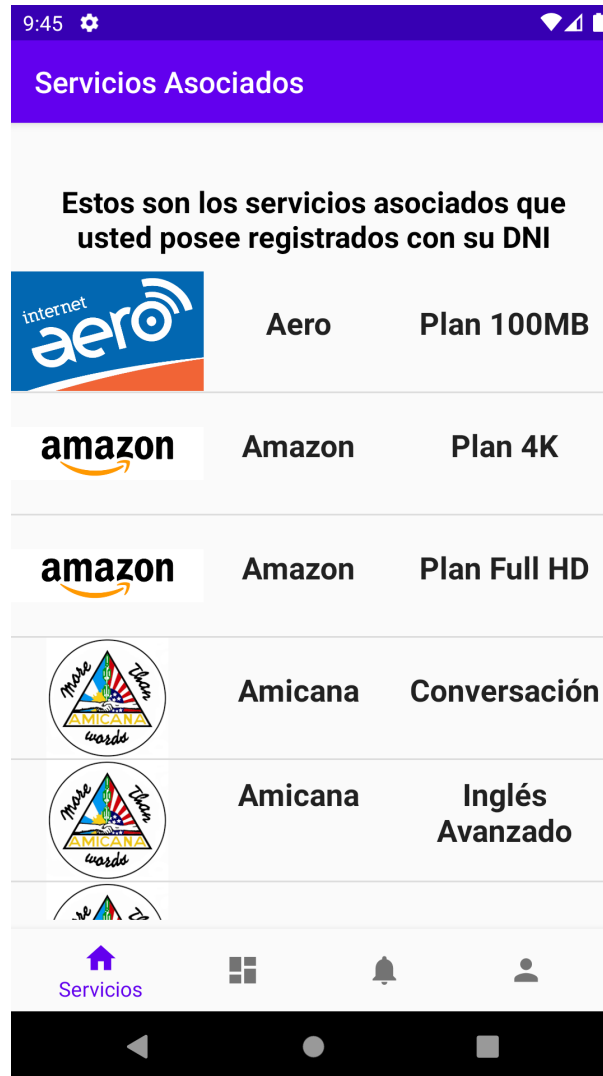 9:45
Servicios Asociados
Estos son los servicios asociados que
usted posee registrados con su DNI
internet
aero
Aero
Plan 100MB
amazon
Amazon
Plan 4K
amazon
Amazon
Plan Full HD
More Than
AMICANA
words
Amicana
Conversación
More Than
AMICANA
words
Amicana
Inglés
Avanzado
Servicios